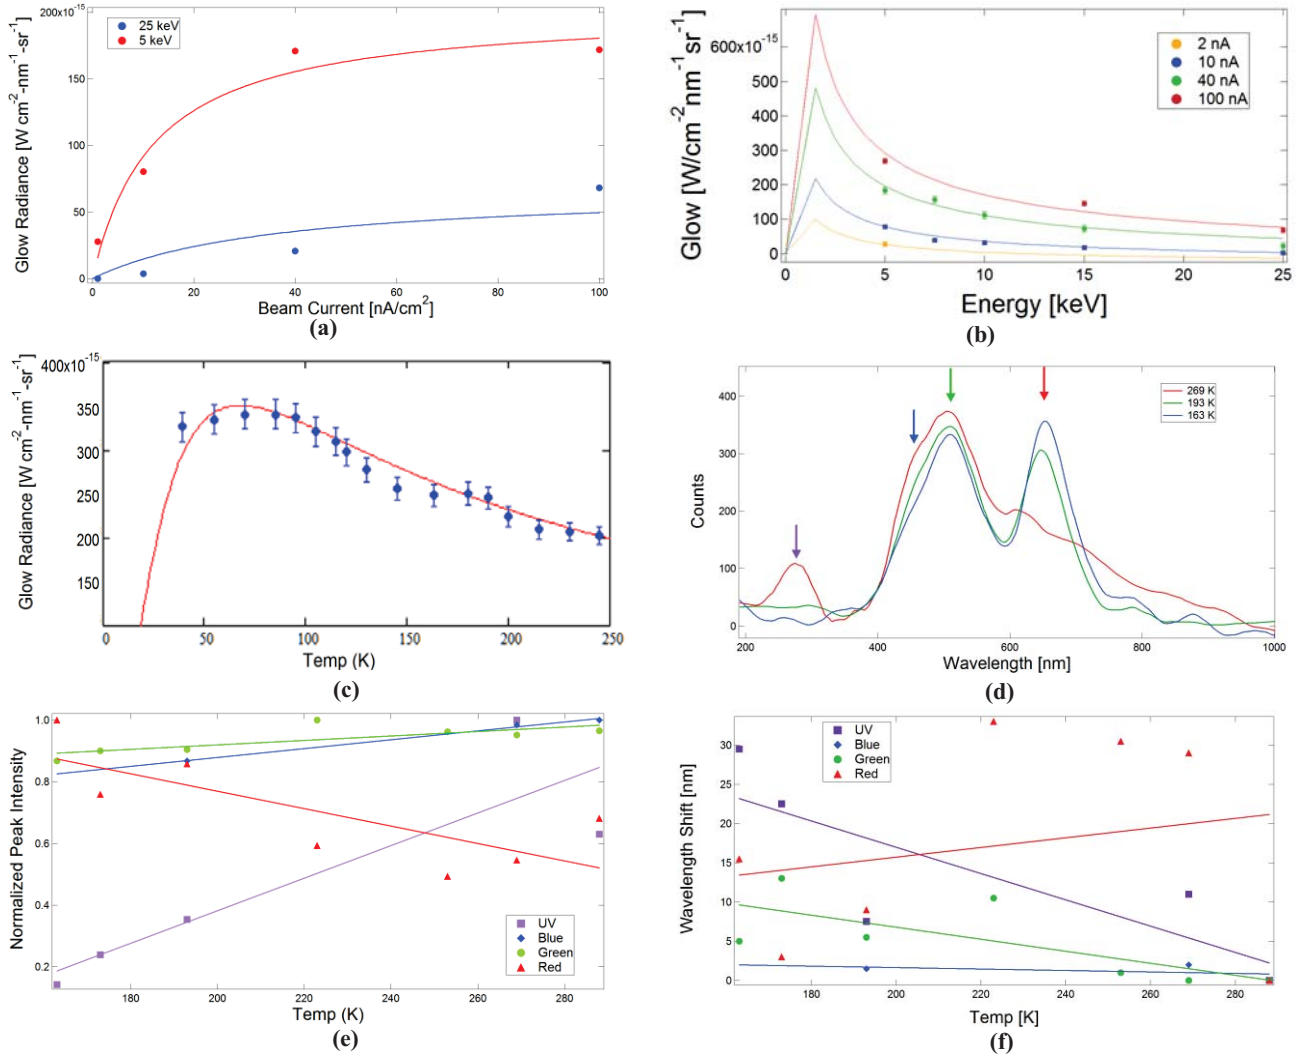 200x10-15
150
100
50
0
0
20
40
60
80
100
Glow Radiance [W cm-2-nm-1-sr-1]
Beam Current [nA/cm2]
25 keV
5 keV
(a)
600x10-15
500
400
300
200
100
0
0
5
10
15
20
25
Glow [W/cm-2nm-1sr-1]
Energy [keV]
2 nA
10 nA
40 nA
100 nA
(b)
400x10-15
350
300
250
200
150
0
50
100
150
200
250
Glow Radiance [W cm-2-nm-1-sr-1]
Temp (K)
(c)
400
300
200
100
0
200
400
600
800
1000
Counts
Wavelength [nm]
269 K
193 K
163 K
(d)
1.0
0.8
0.6
0.4
0.2
180
200
220
240
260
280
Normalized Peak Intensity
Temp (K)
UV
Blue
Green
Red
(e)
30
25
20
15
10
5
0
180
200
220
240
260
280
Wavelength Shift [nm]
Temp [K]
UV
Blue
Green
Red
(f)